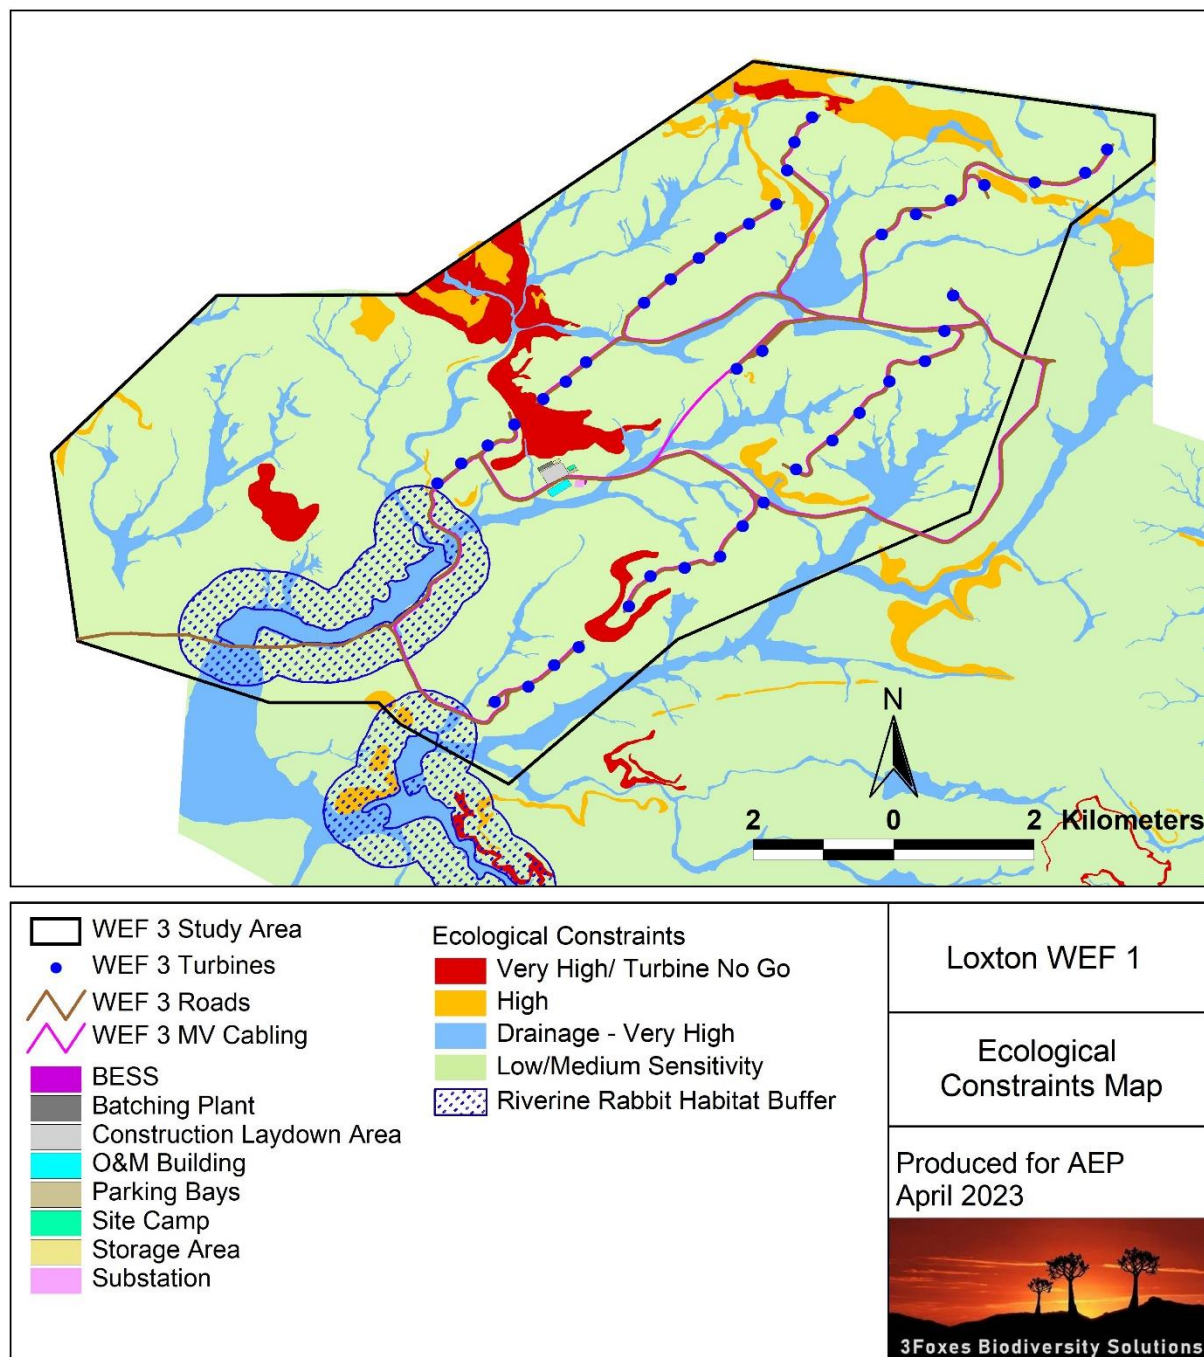 N
2 0 2 Kilometers
WEF 3 Study Area
WEF 3 Turbines
WEF 3 Roads
WEF 3 MV Cabling
BESS
Batching Plant
Construction Laydown Area
O&M Building
Parking Bays
Site Camp
Storage Area
Substation
Ecological Constraints
Very High/ Turbine No Go
High
Drainage - Very High
Low/Medium Sensitivity
Riverine Rabbit Habitat Buffer
Loxton WEF 1
Ecological
Constraints Map
Produced for AEP
April 2023
3Foxes Biodiversity Solutions